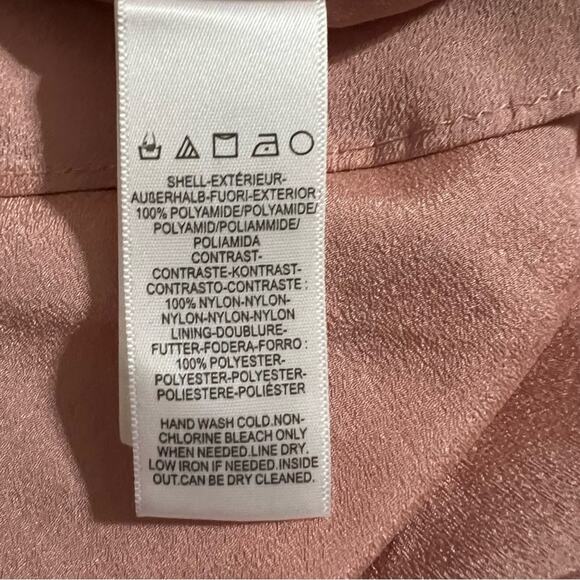 SHELL-EXTÉRIEUR-
AUßERHALB-FUORI-EXTERIOR:
100% POLYAMIDE/POLYAMIDE/
POLYAMID/POLIAMMIDE/
POLIAMIDA
CONTRAST-
CONTRASTE-KONTRAST-
CONTRASTO-CONTRASTE :
100% NYLON-NYLON-
NYLON-NYLON-NYLON
LINING-DOUBLURE-
FUTTER-FODERA-FORRO :
100% POLYESTER-
POLYESTER-POLYESTER-
POLIESTERE-POLIÉSTER
HAND WASH COLD.NON-
CHLORINE BLEACH ONLY
WHEN NEEDED.LINE DRY.
LOW IRON IF NEEDED.INSIDE
OUT.CAN BE DRY CLEANED.